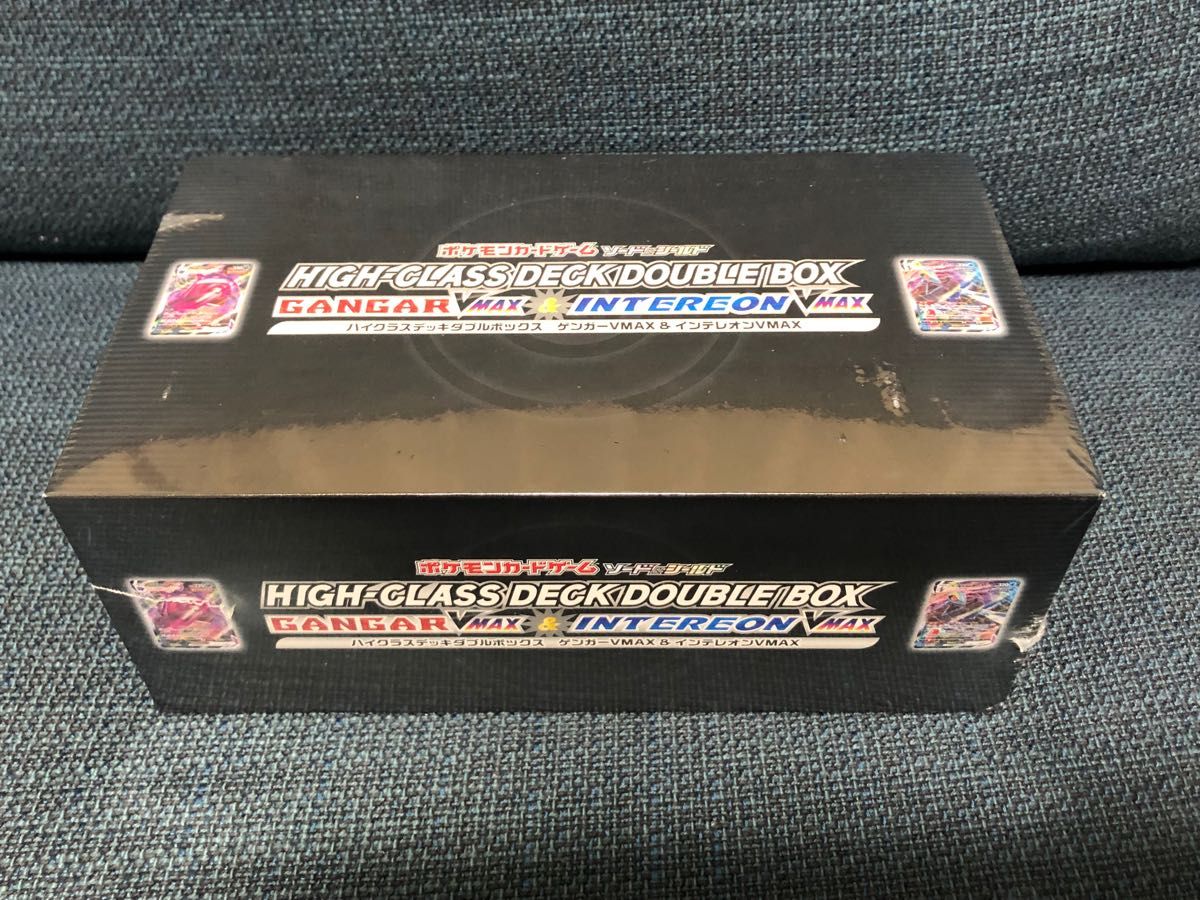 ポケモンカードゲーム ソード&シールド
HIGH-CLASS DECK DOUBLE BOX
GANGAR VMAX & INTEREON VMAX
ハイクラスデッキダブルボックス ゲンガーVMAX & インテレオンVMAX
ポケモンカードゲーム ソード&シールド
HIGH-CLASS DECK DOUBLE BOX
GANGAR VMAX & INTEREON VMAX
ハイクラスデッキダブルボックス ゲンガーVMAX & インテレオンVMAX